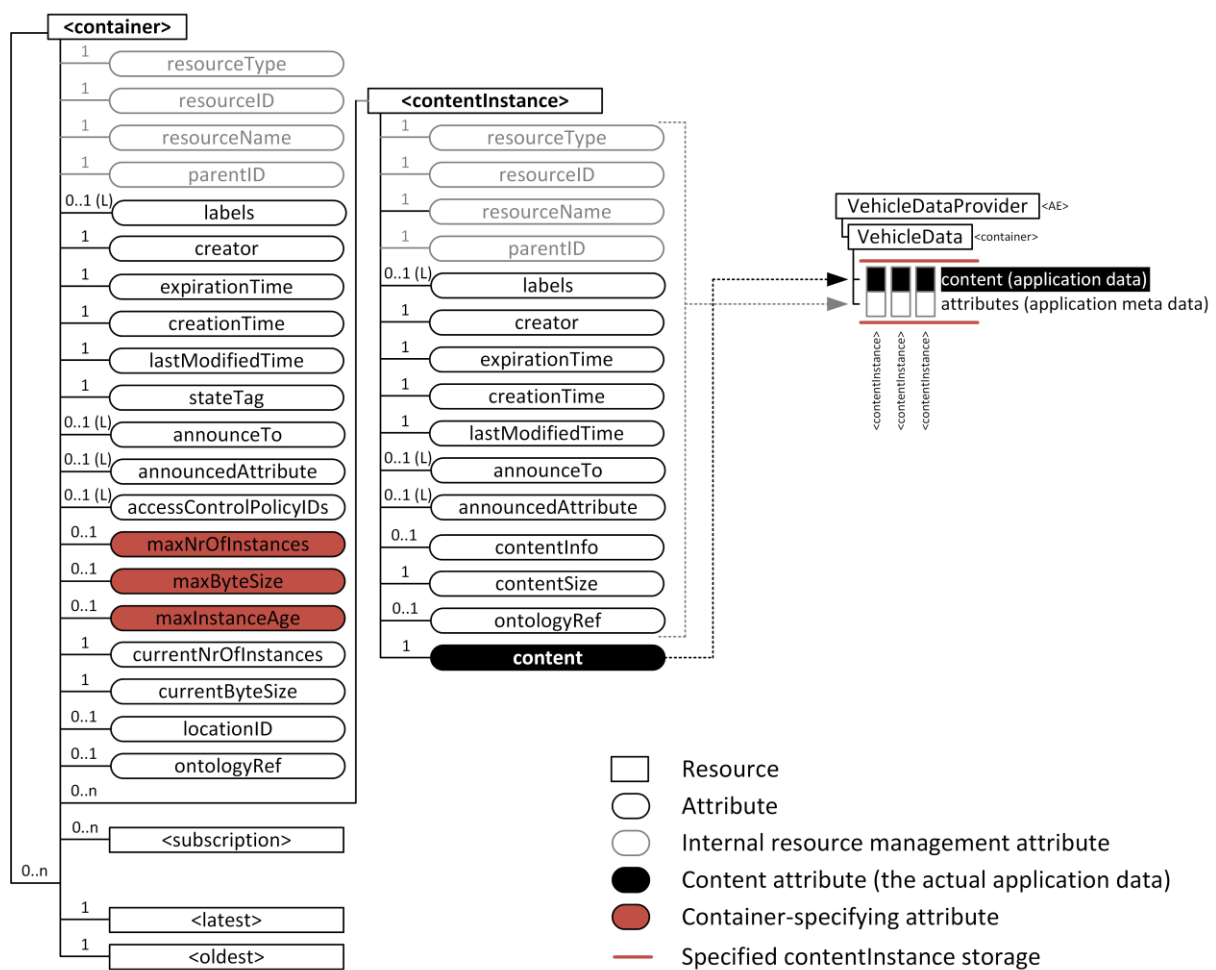 <container>
1
resourceType
1
resourceID
1
resourceName
1
parentID
0..1 (L)
labels
1
creator
1
expirationTime
1
creationTime
1
lastModifiedTime
1
stateTag
0..1 (L)
announceTo
0..1 (L)
announcedAttribute
0..1 (L)
accessControlPolicyIDs
0..1
maxNrOfInstances
0..1
maxByteSize
0..1
maxInstanceAge
1
currentNrOfInstances
1
currentByteSize
0..1
locationID
0..1
ontologyRef
0..n
0..n
<subscription>
0..n
1
<latest>
1
<oldest>
<contentInstance>
1
resourceType
1
resourceID
1
resourceName
1
parentID
0..1 (L)
labels
1
creator
1
expirationTime
1
creationTime
1
lastModifiedTime
0..1 (L)
announceTo
0..1 (L)
announcedAttribute
0..1
contentInfo
1
contentSize
0..1
ontologyRef
1
content
VehicleDataProvider <AE>
VehicleData <container>
content (application data)
attributes (application meta data)
<contentInstance>
<contentInstance>
<contentInstance>
Resource
Attribute
Internal resource management attribute
Content attribute (the actual application data)
Container-specifying attribute
Specified contentInstance storage